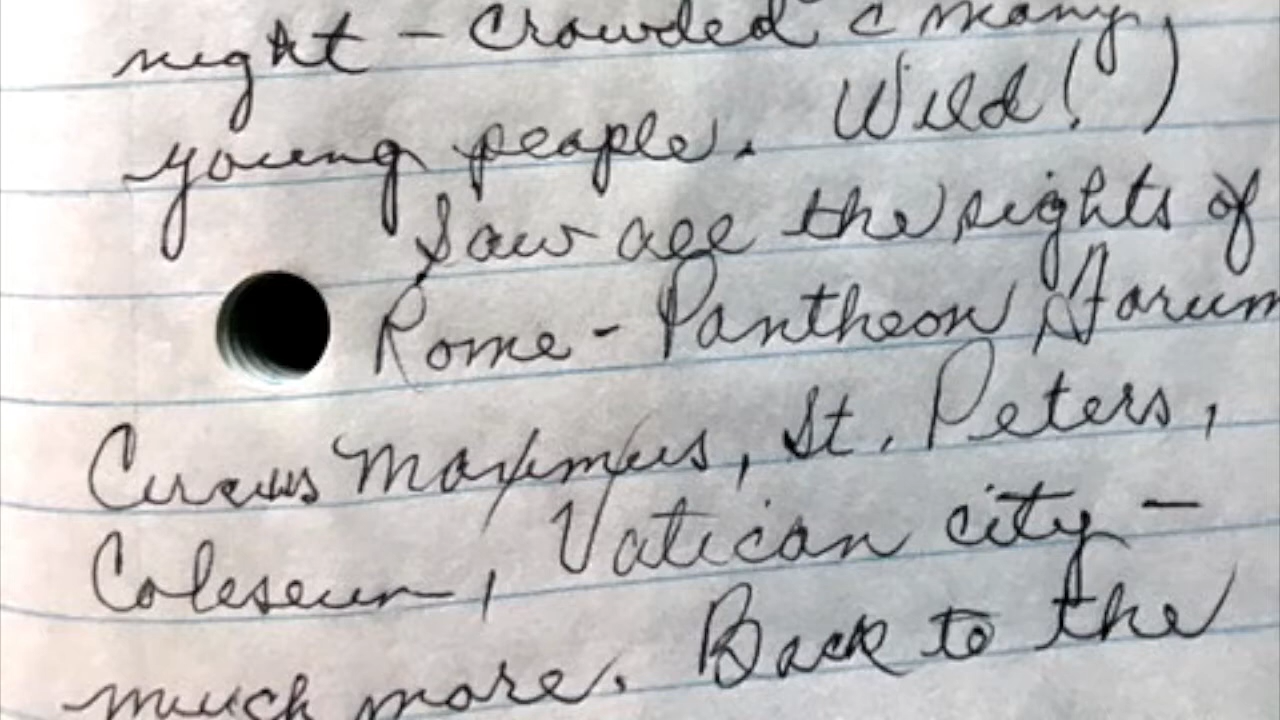 night - Crowded c many
young people. Wild! )
Saw all the sights of
Rome - Pantheon, Forum
Circus Maximus, St. Peters,
Coleseum, Vatican city -
much more. Back to the